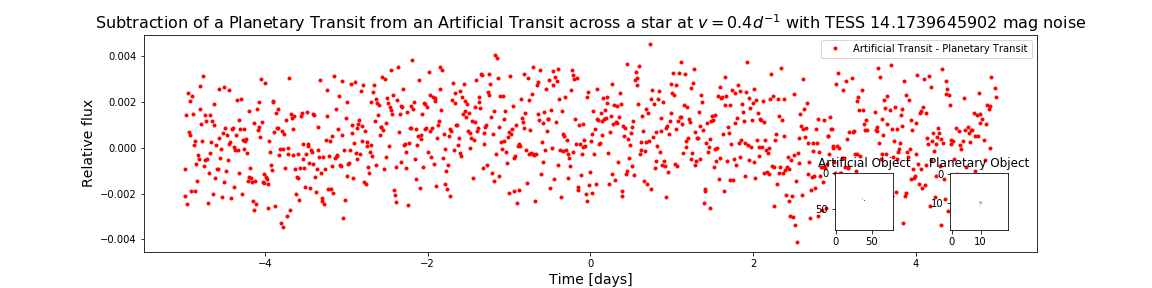 Subtraction of a Planetary Transit from an Artificial Transit across a star at v = 0.4d⁻¹ with TESS 14.1739645902 mag noise
Artificial Transit - Planetary Transit
Relative flux
0.004
0.002
0.000
−0.002
−0.004
Artificial Object
0
50
0 50
Planetary Object
0
10
0 10
−4 −2 0 2 4
Time [days]